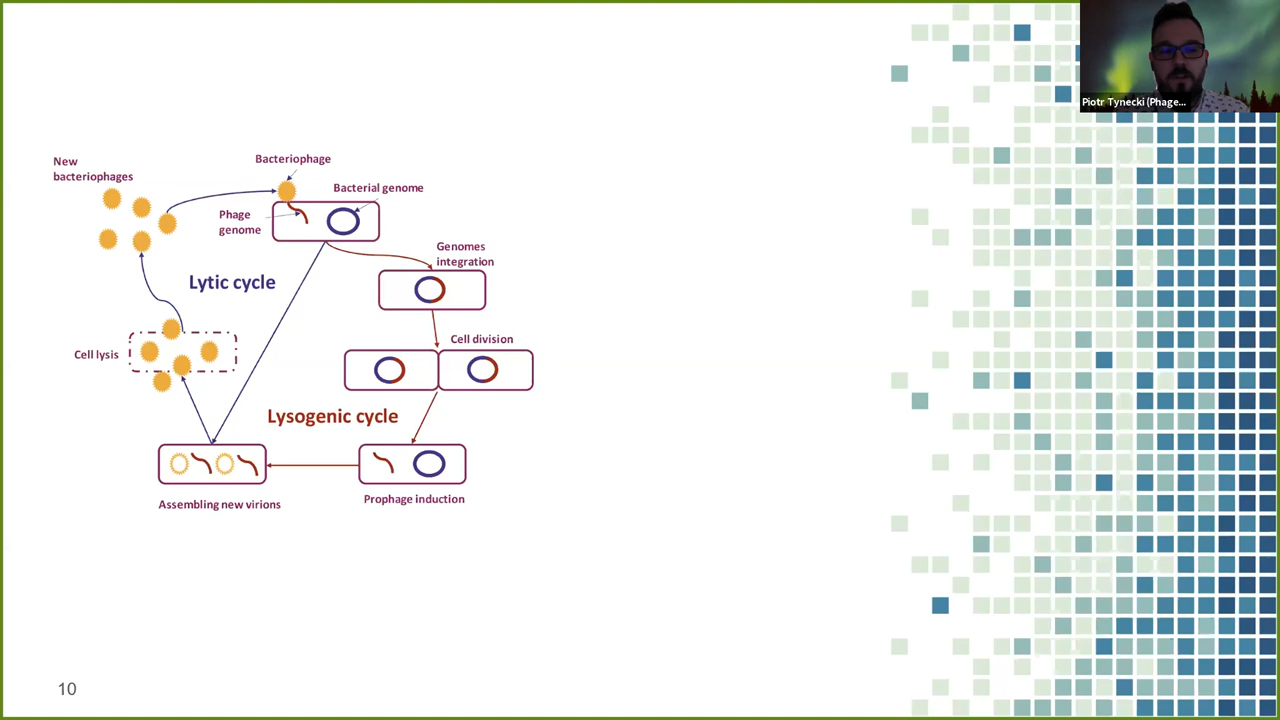 Piotr Tynecki (Phage...
New
bacteriophages
Bacteriophage
Bacterial genome
Phage
genome
Genomes
integration
Lytic cycle
Cell division
Cell lysis
Lysogenic cycle
Prophage induction
Assembling new virions
10